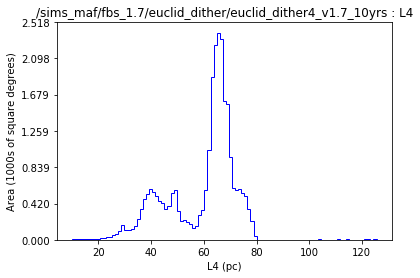 /sims_maf/fbs_1.7/euclid_dither/euclid_dither4_v1.7_10yrs : L4
2.518
2.098
1.679
1.259
0.839
0.420
0.000
Area (1000s of square degrees)
20 40 60 80 100 120
L4 (pc)